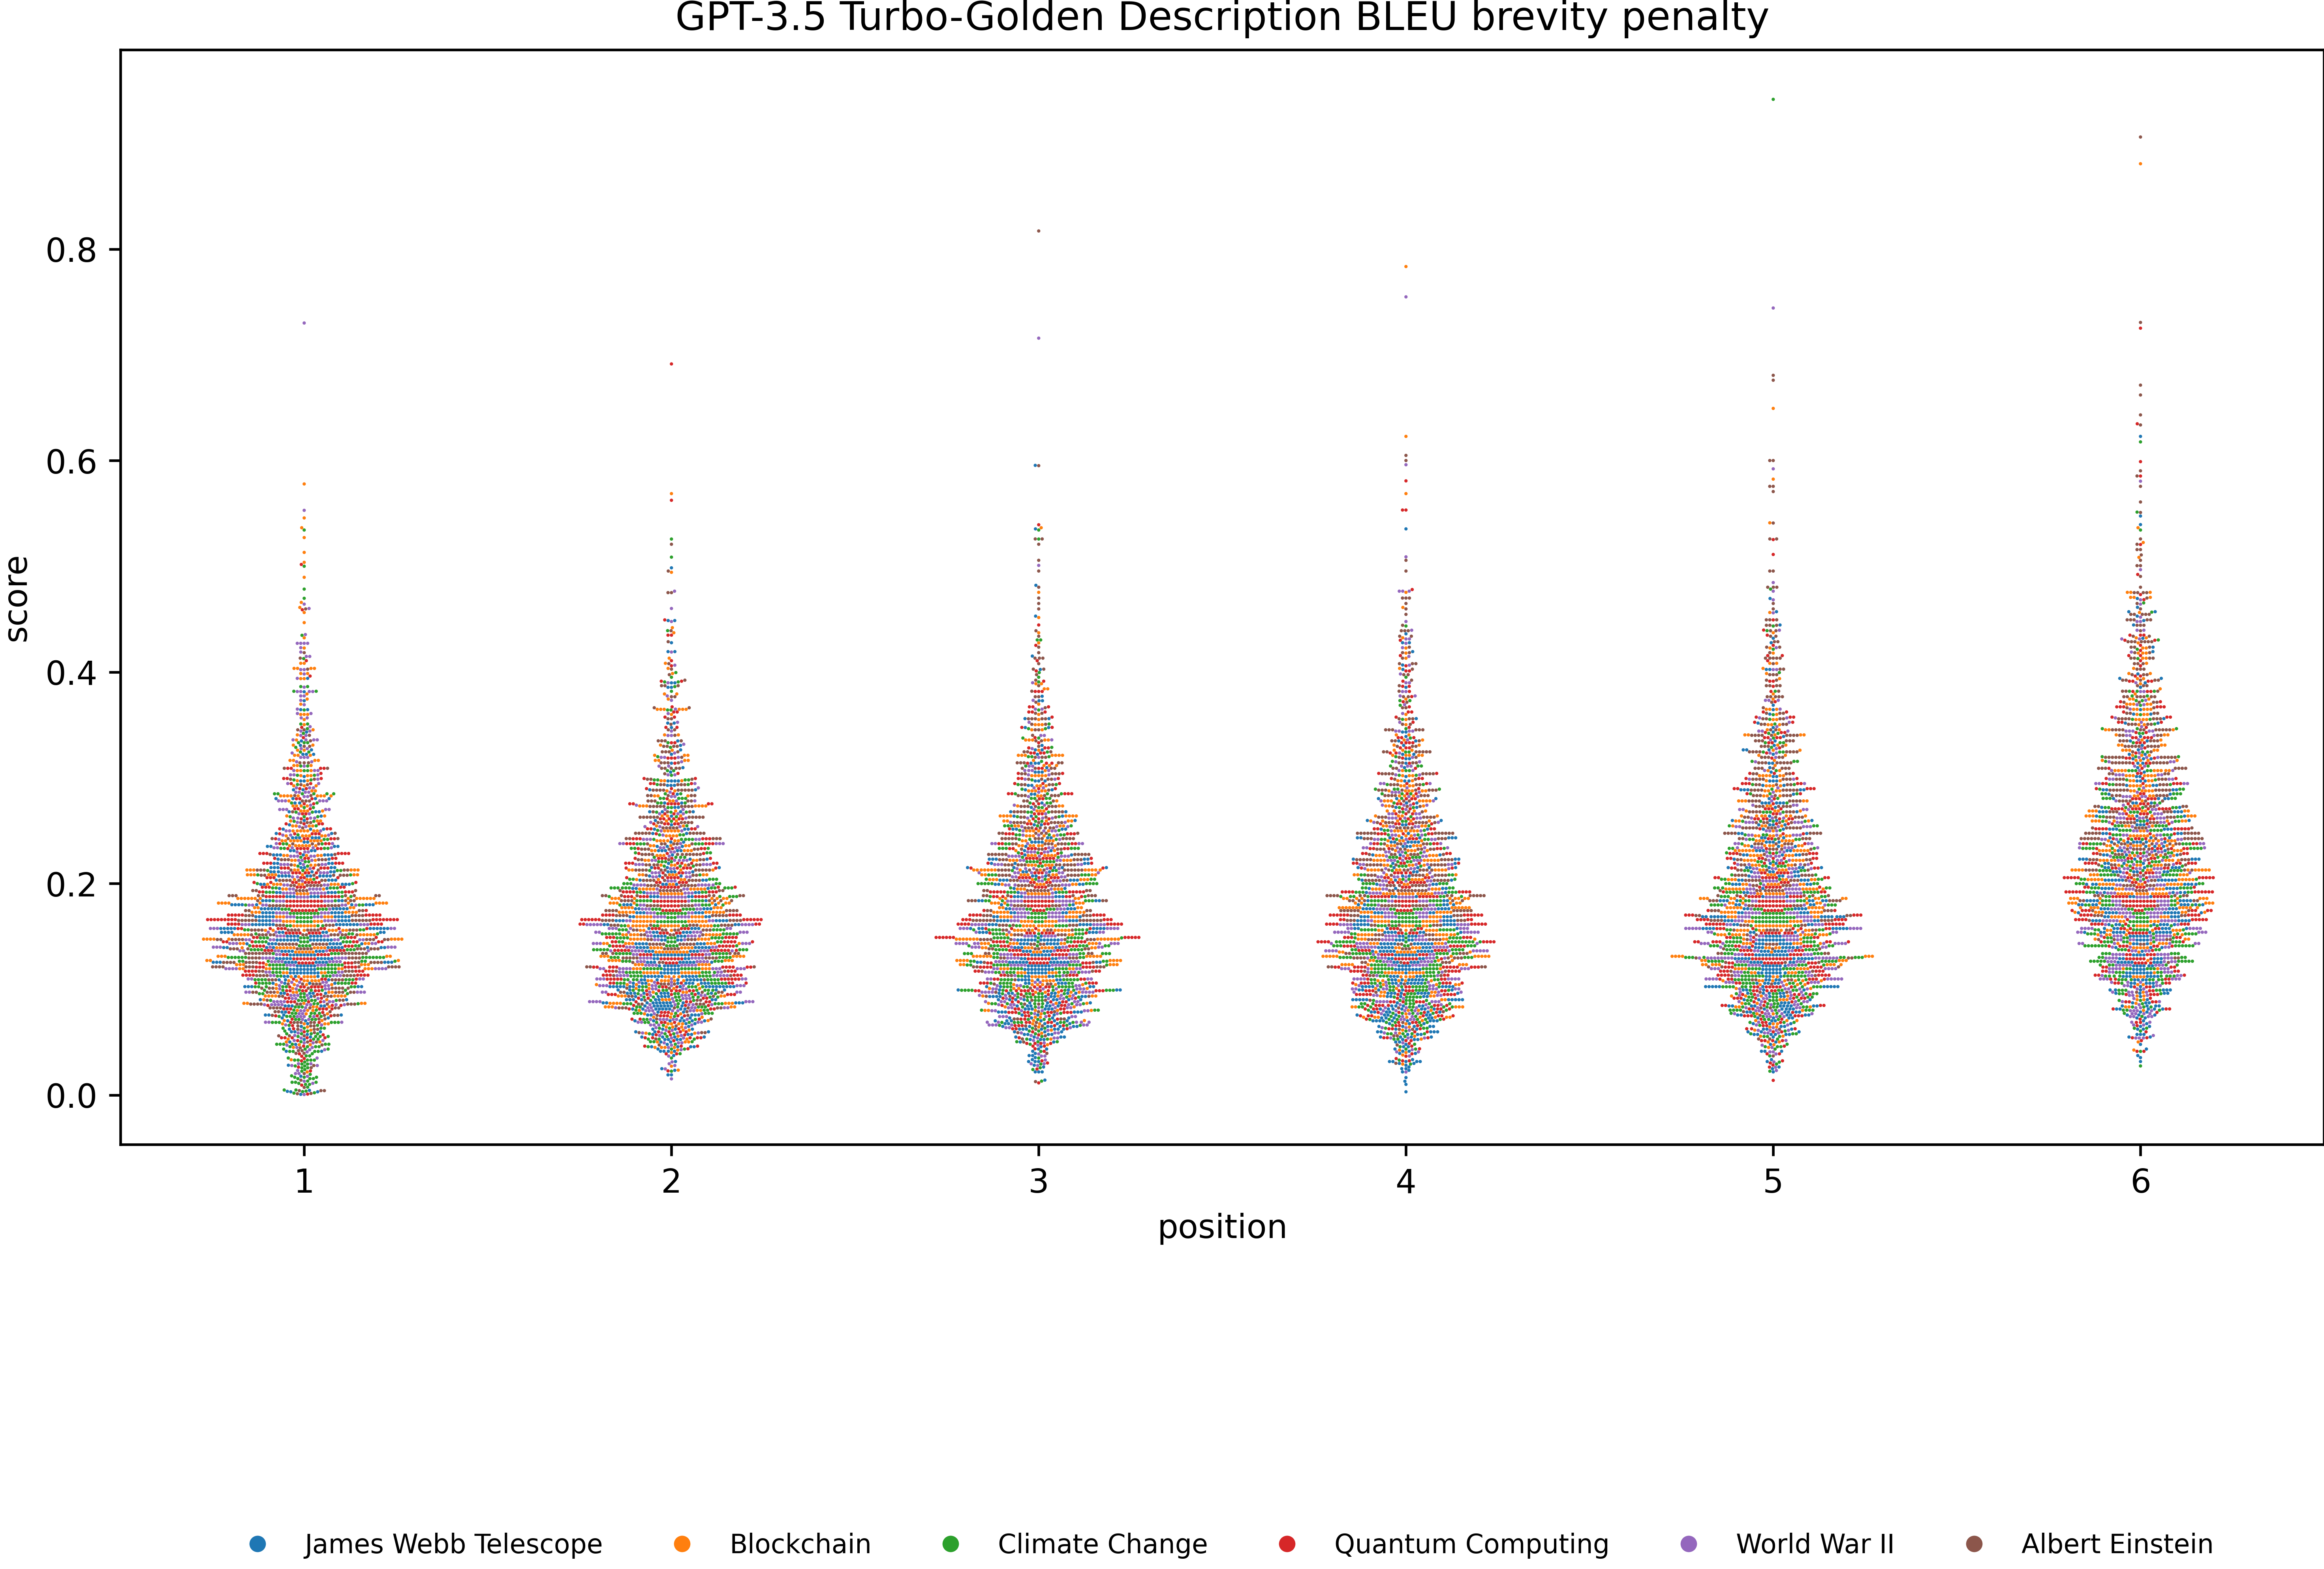 GPT-3.5 Turbo-Golden Description BLEU brevity penalty
score
0.8
0.6
0.4
0.2
0.0
1 2 3 4 5 6
position
James Webb Telescope Blockchain Climate Change Quantum Computing World War II Albert Einstein